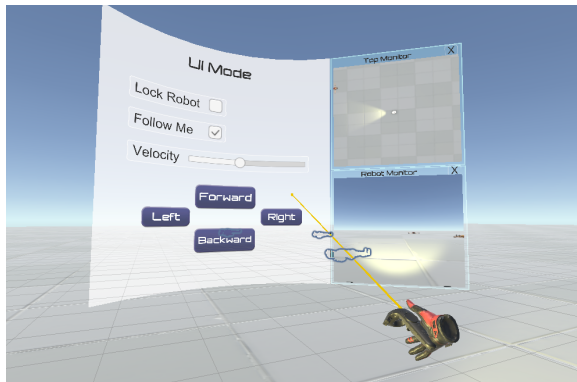 UI Mode
Lock Robot
Follow Me
Velocity
Forward
Left
Right
Backward
Top Monitor
X
Robot Monitor
X